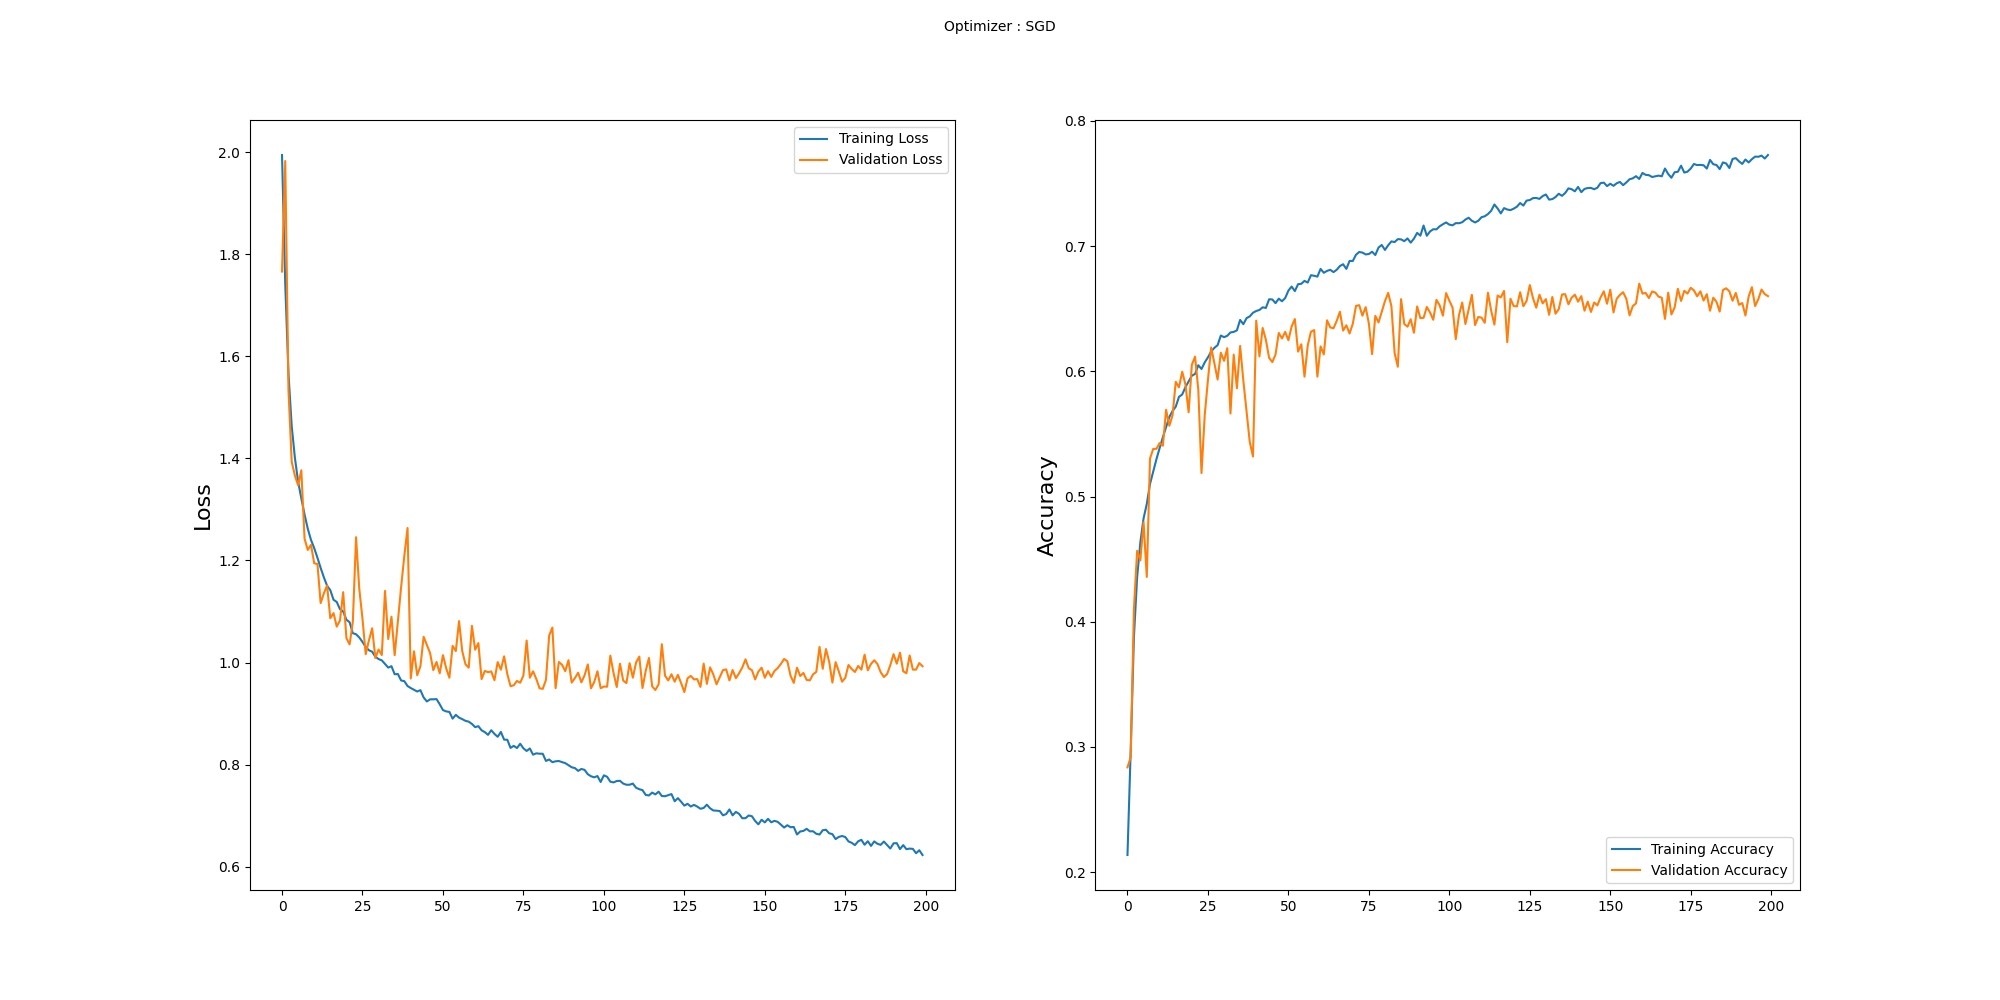 Optimizer : SGD
Training Loss
Validation Loss
Loss
2.0
1.8
1.6
1.4
1.2
1.0
0.8
0.6
0 25 50 75 100 125 150 175 200
Accuracy
0.8
0.7
0.6
0.5
0.4
0.3
0.2
Training Accuracy
Validation Accuracy
0 25 50 75 100 125 150 175 200